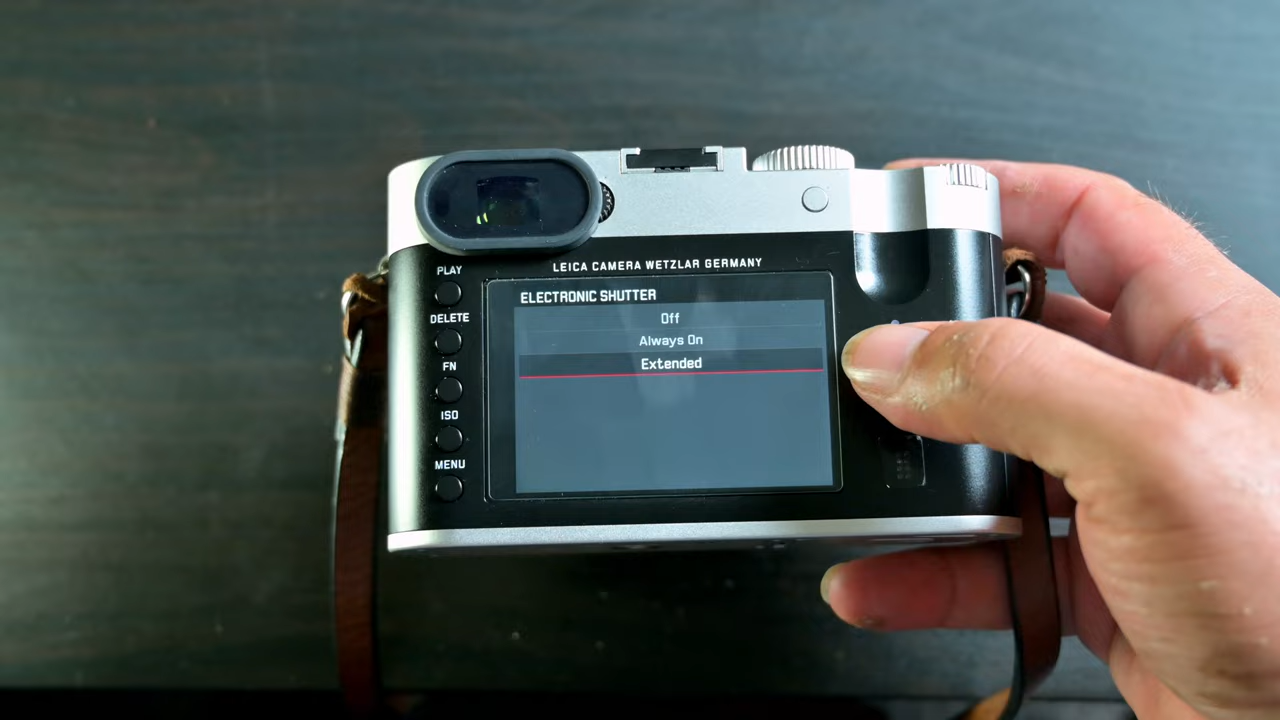 LEICA CAMERA WETZLAR GERMANY
PLAY
DELETE
FN
ISO
MENU
ELECTRONIC SHUTTER
Off
Always On
Extended